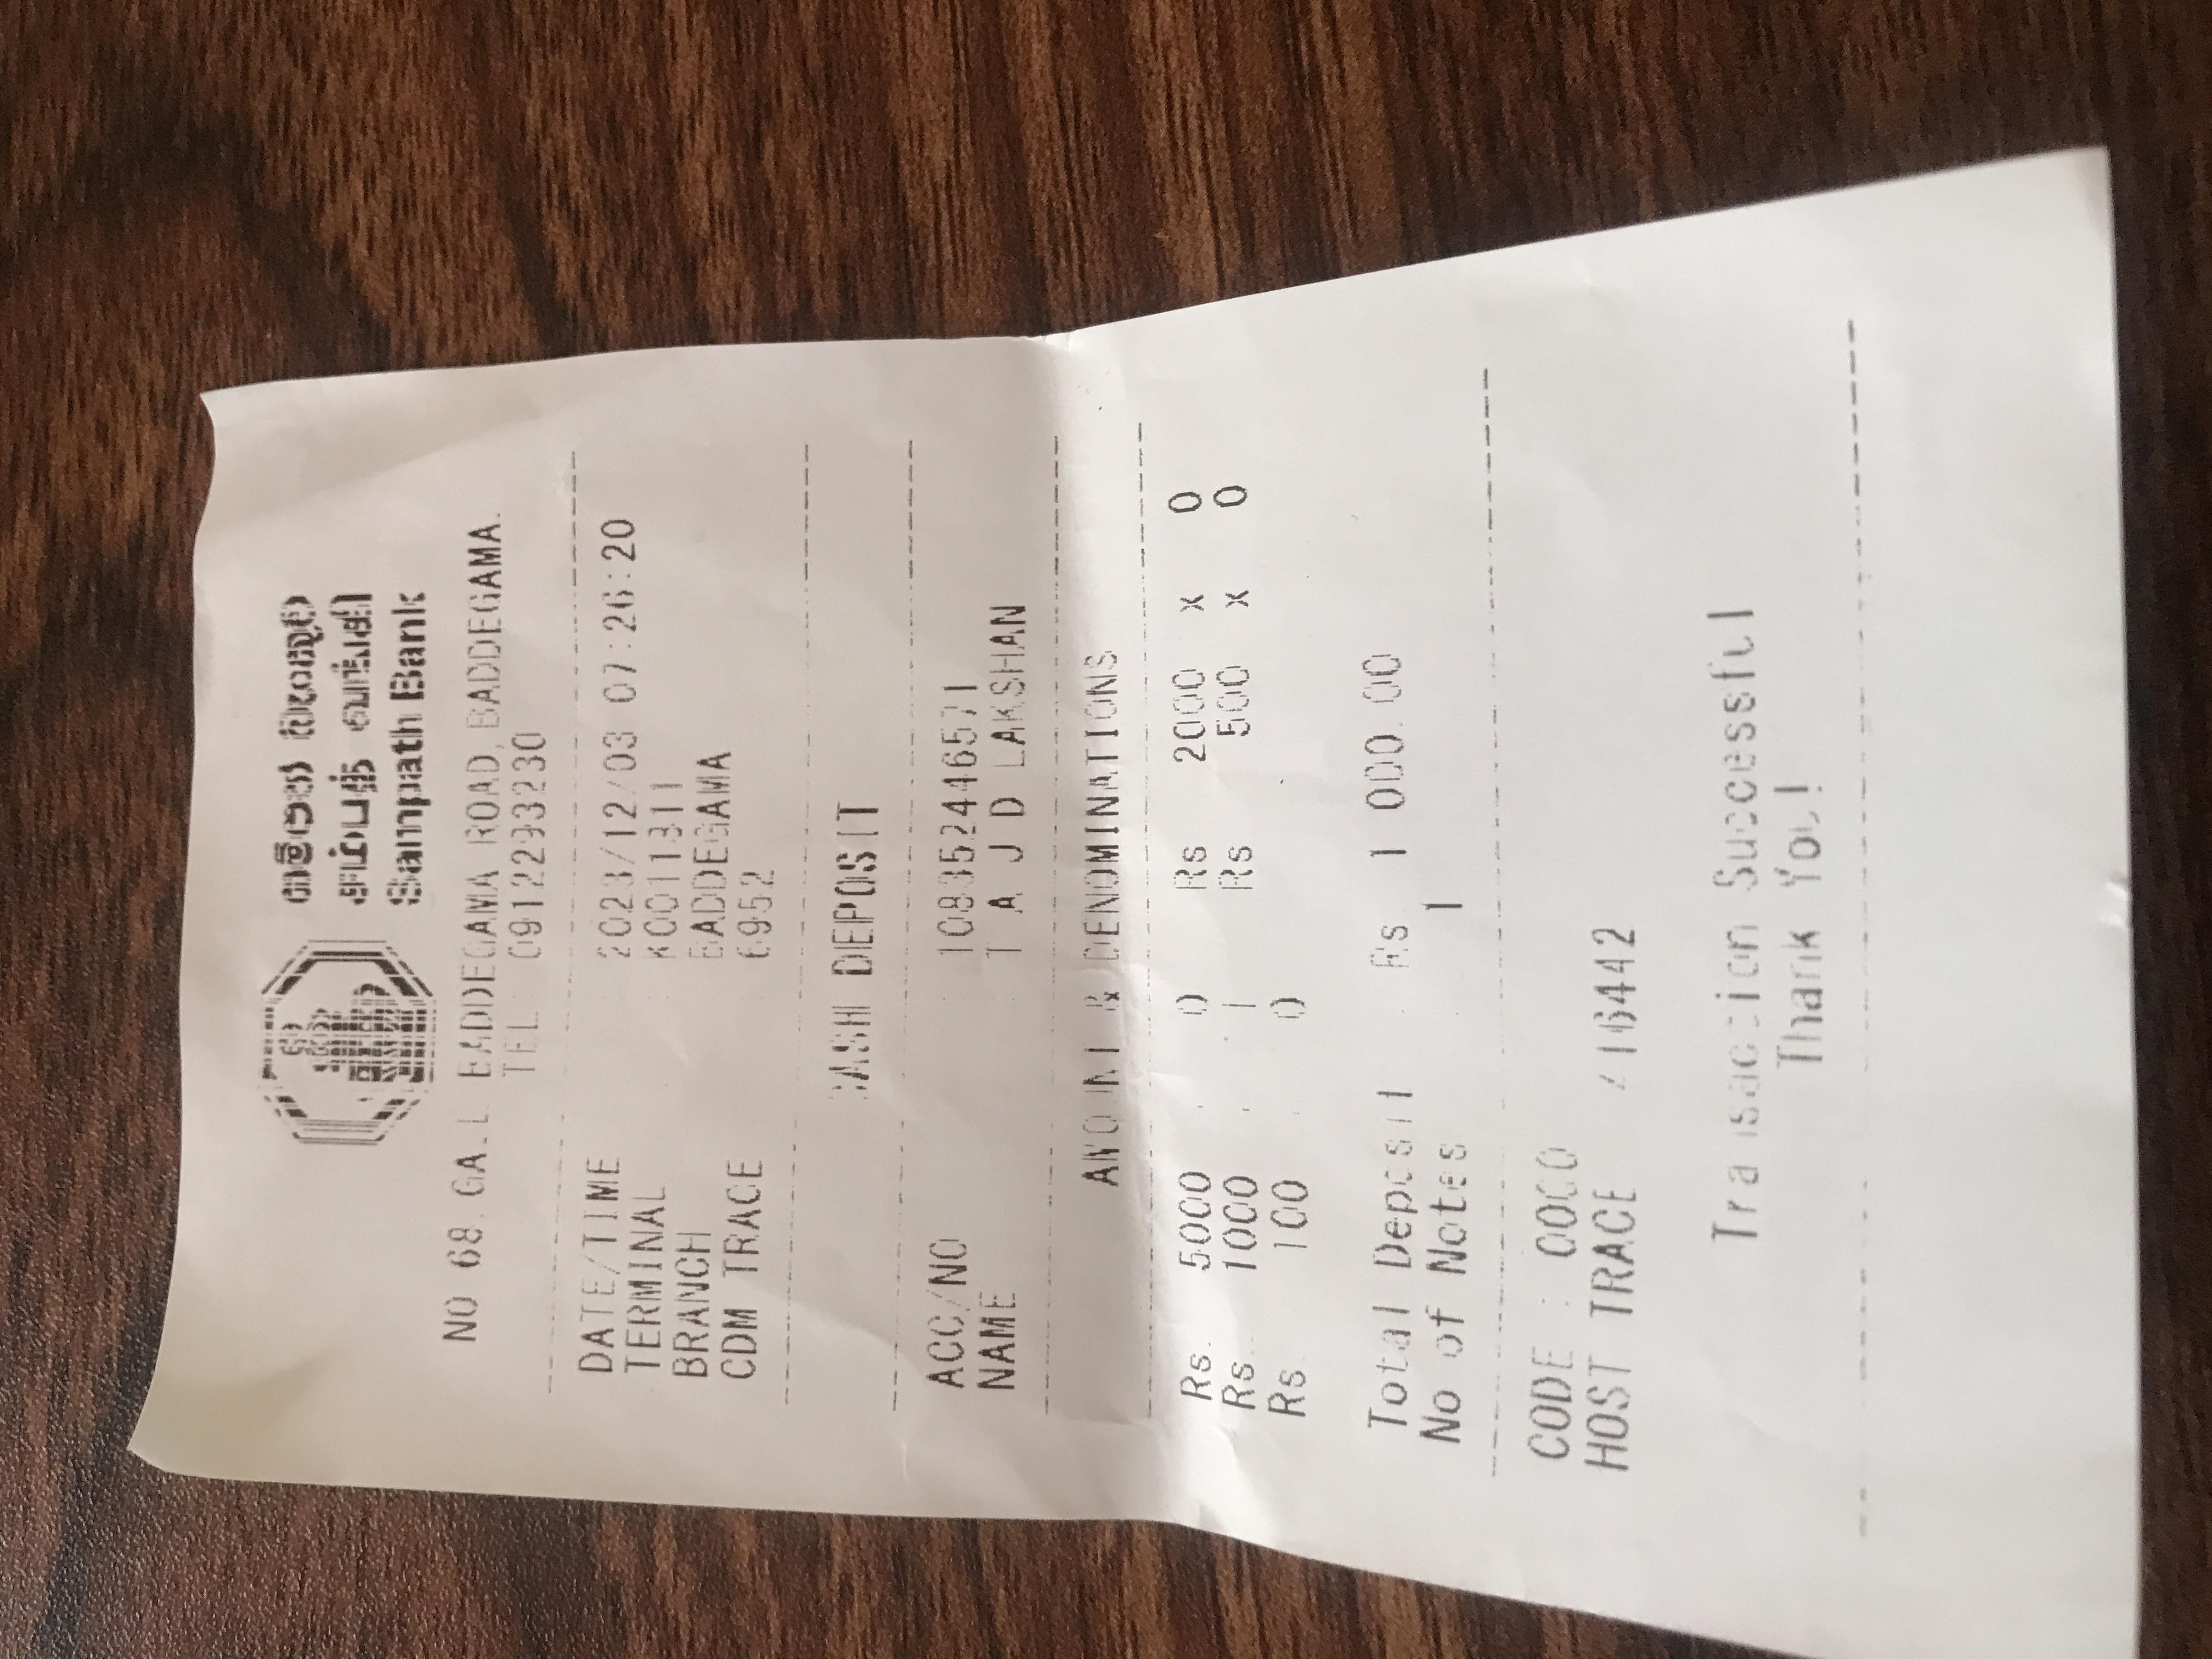 සම්පත් බැංකුව
சம்பத் வங்கி
Sampath Bank
NO 68, GALL BADDEGAMA ROAD, BADDEGAMA.
TEL : 0912293230
DATE/TIME : 2023/12/03 07:26:20
TERMINAL : K0011311
BRANCH : BADDEGAMA
CDM TRACE : 6952
CASH DEPOSIT
ACC/NO : 108352446571
NAME : T A J D LAKSHAN
AMOUNT & DENOMINATIONS
Rs. 5000 : 0 Rs 2000 x 0
Rs. 1000 : 1 Rs 500 x 0
Rs. 100 : 0
Total Deposit : Rs 1 000.00
No of Notes 1
CODE : 0000
HOST TRACE 416442
Transaction Successful
Thank You!